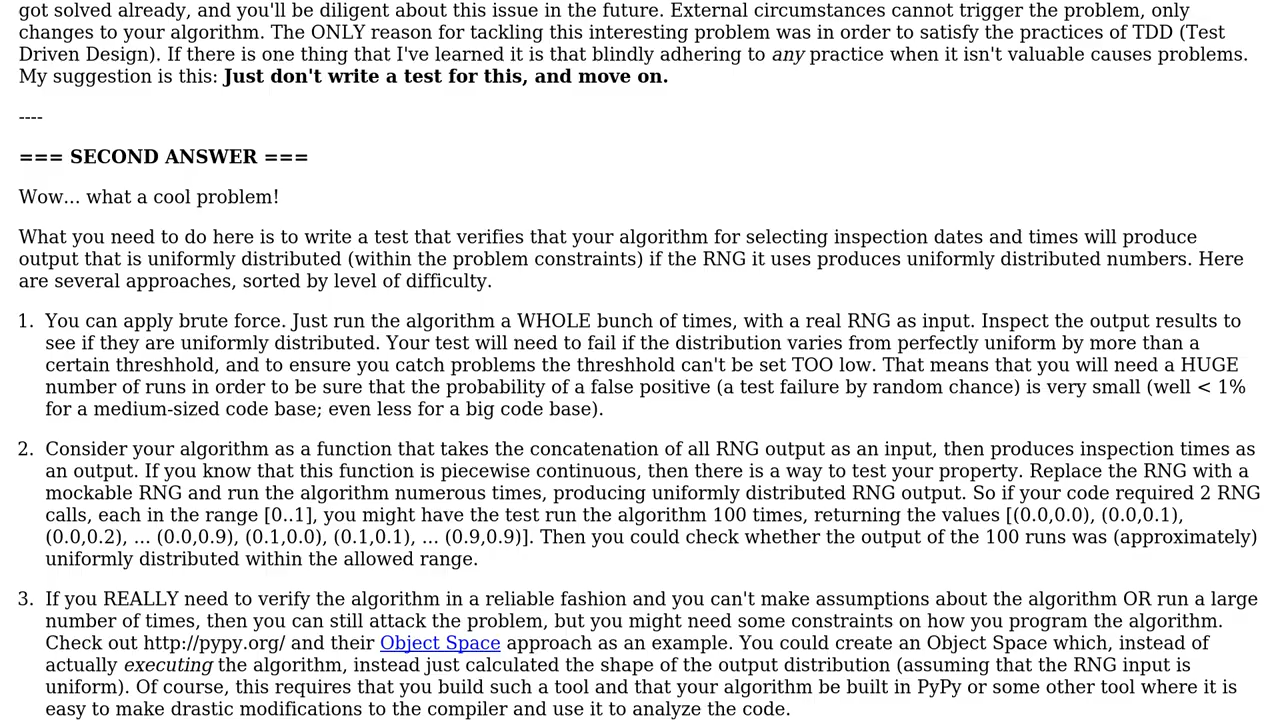 got solved already, and you'll be diligent about this issue in the future. External circumstances cannot trigger the problem, only
changes to your algorithm. The ONLY reason for tackling this interesting problem was in order to satisfy the practices of TDD (Test
Driven Design). If there is one thing that I've learned it is that blindly adhering to any practice when it isn't valuable causes problems.
My suggestion is this: Just don't write a test for this, and move on.
----
=== SECOND ANSWER ===
Wow... what a cool problem!
What you need to do here is to write a test that verifies that your algorithm for selecting inspection dates and times will produce
output that is uniformly distributed (within the problem constraints) if the RNG it uses produces uniformly distributed numbers. Here
are several approaches, sorted by level of difficulty.
1. You can apply brute force. Just run the algorithm a WHOLE bunch of times, with a real RNG as input. Inspect the output results to
see if they are uniformly distributed. Your test will need to fail if the distribution varies from perfectly uniform by more than a
certain threshhold, and to ensure you catch problems the threshhold can't be set TOO low. That means that you will need a HUGE
number of runs in order to be sure that the probability of a false positive (a test failure by random chance) is very small (well < 1%
for a medium-sized code base; even less for a big code base).
2. Consider your algorithm as a function that takes the concatenation of all RNG output as an input, then produces inspection times as
an output. If you know that this function is piecewise continuous, then there is a way to test your property. Replace the RNG with a
mockable RNG and run the algorithm numerous times, producing uniformly distributed RNG output. So if your code required 2 RNG
calls, each in the range [0..1], you might have the test run the algorithm 100 times, returning the values [(0.0,0.0), (0.0,0.1),
(0.0,0.2), ... (0.0,0.9), (0.1,0.0), (0.1,0.1), ... (0.9,0.9)]. Then you could check whether the output of the 100 runs was (approximately)
uniformly distributed within the allowed range.
3. If you REALLY need to verify the algorithm in a reliable fashion and you can't make assumptions about the algorithm OR run a large
number of times, then you can still attack the problem, but you might need some constraints on how you program the algorithm.
Check out http://pypy.org/ and their Object Space approach as an example. You could create an Object Space which, instead of
actually executing the algorithm, instead just calculated the shape of the output distribution (assuming that the RNG input is
uniform). Of course, this requires that you build such a tool and that your algorithm be built in PyPy or some other tool where it is
easy to make drastic modifications to the compiler and use it to analyze the code.